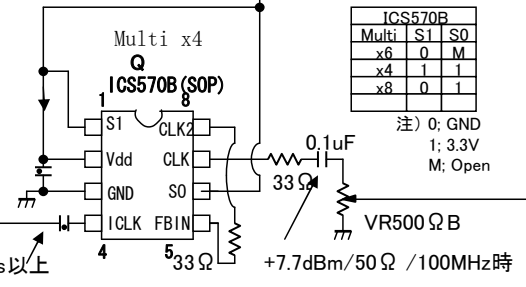 Multi x4
Q
ICS570B(SOP)
1
8
S1
CLK2
Vdd
CLK
GND
SO
ICLK
FBIN
4
5
33Ω
s以上
0.1uF
33Ω
VR500ΩB
+7.7dBm/50Ω /100MHz時
ICS570B
Multi S1 S0
x6 0 M
x4 1 1
x8 0 1
注) 0; GND
1; 3.3V
M; Open